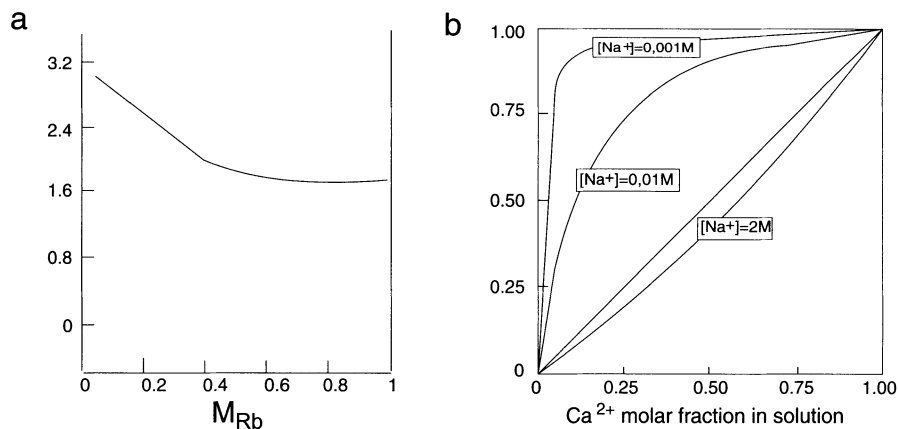 a
3.2
2.4
1.6
0.8
0
0 0.2 0.4 0.6 0.8 1
MRb
b
1.00
0.75
0.50
0.25
0
[Na+]=0,001M
[Na+]=0,01M
[Na+]=2M
0 0.25 0.50 0.75 1.00
Ca 2+ molar fraction in solution